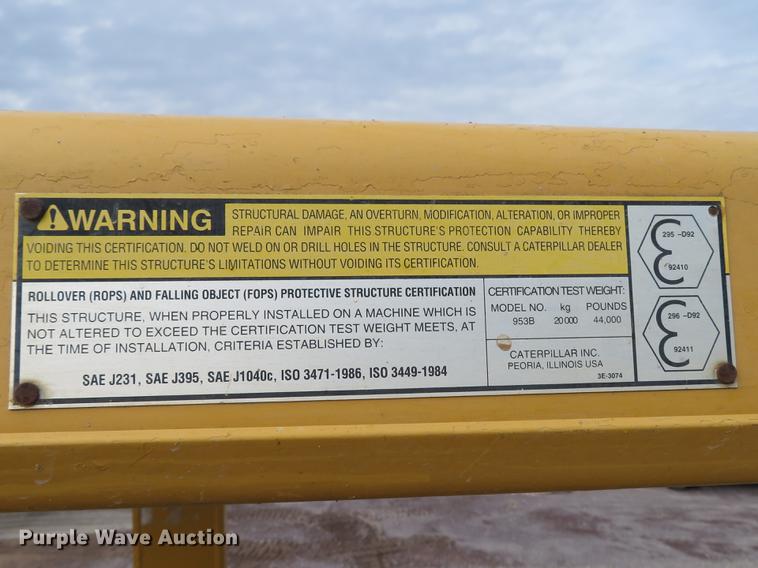 WARNING
STRUCTURAL DAMAGE, AN OVERTURN, MODIFICATION, ALTERATION, OR IMPROPER
REPAIR CAN IMPAIR THIS STRUCTURE'S PROTECTION CAPABILITY THEREBY
VOIDING THIS CERTIFICATION. DO NOT WELD ON OR DRILL HOLES IN THE STRUCTURE. CONSULT A CATERPILLAR DEALER
TO DETERMINE THIS STRUCTURE'S LIMITATIONS WITHOUT VOIDING ITS CERTIFICATION.
ROLLOVER (ROPS) AND FALLING OBJECT (FOPS) PROTECTIVE STRUCTURE CERTIFICATION
THIS STRUCTURE, WHEN PROPERLY INSTALLED ON A MACHINE WHICH IS
NOT ALTERED TO EXCEED THE CERTIFICATION TEST WEIGHT MEETS, AT
THE TIME OF INSTALLATION, CRITERIA ESTABLISHED BY:
SAE J231, SAE J395, SAE J1040c, ISO 3471-1986, ISO 3449-1984
CERTIFICATION TEST WEIGHT:
MODEL NO. kg POUNDS
953B 20 000 44,000
CATERPILLAR INC.
PEORIA, ILLINOIS USA
3E-3074
295 -D92
92410
296 -D92
92411
Purple Wave Auction